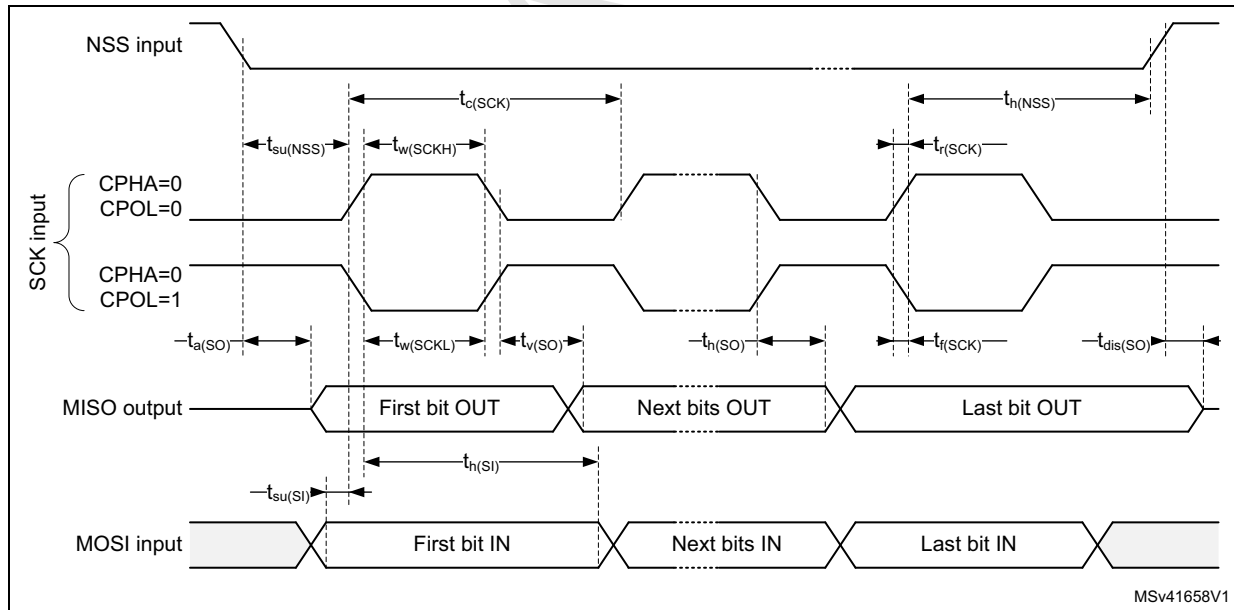 NSS input
tc(SCK)
th(NSS)
tsu(NSS)
tw(SCKH)
tr(SCK)
SCK input
CPHA=0
CPOL=0
CPHA=0
CPOL=1
ta(SO)
tw(SCKL)
tv(SO)
th(SO)
tf(SCK)
tdis(SO)
MISO output
First bit OUT
Next bits OUT
Last bit OUT
th(SI)
tsu(SI)
MOSI input
First bit IN
Next bits IN
Last bit IN
MSv41658V1